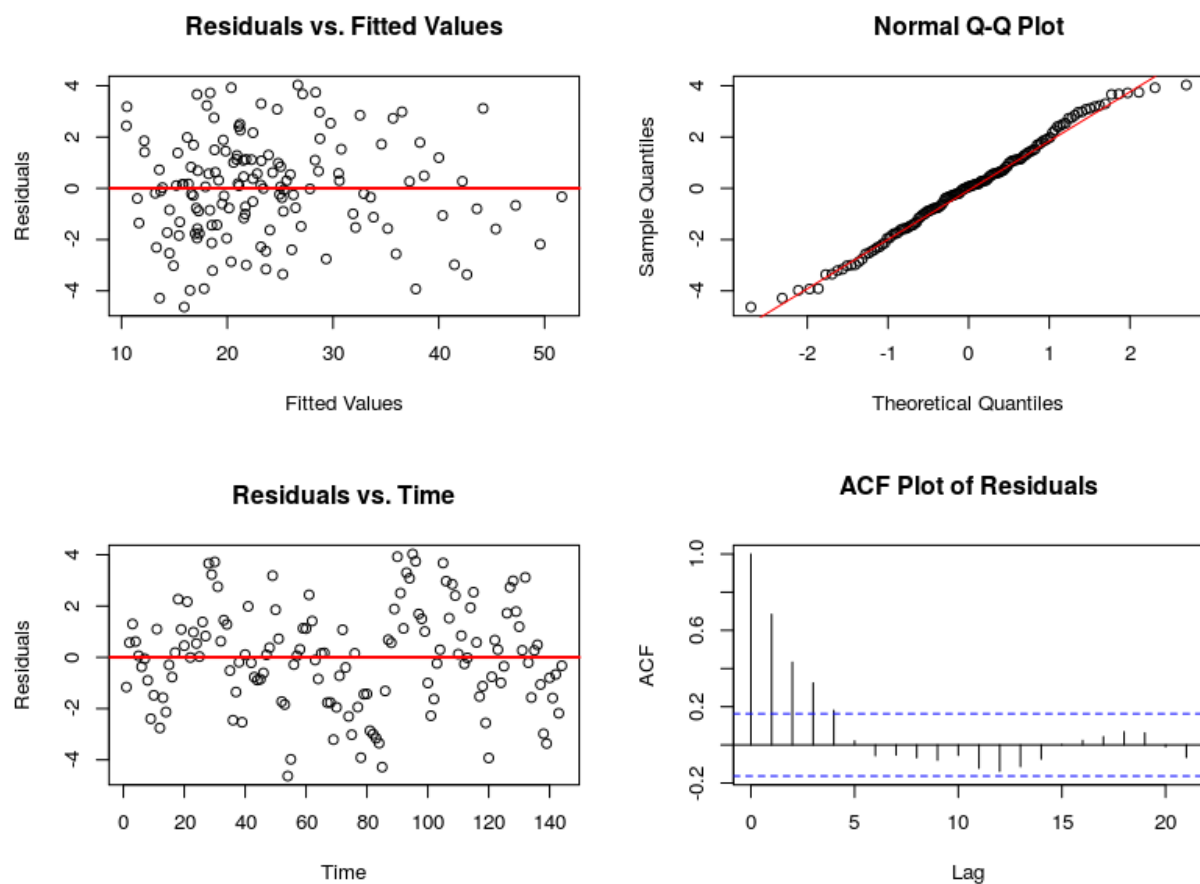 Residuals vs. Fitted Values
Residuals
4
2
0
-2
-4
10 20 30 40 50
Fitted Values
Normal Q-Q Plot
Sample Quantiles
4
2
0
-2
-4
-2 -1 0 1 2
Theoretical Quantiles
Residuals vs. Time
Residuals
4
2
0
-2
-4
0 20 40 60 80 100 120 140
Time
ACF Plot of Residuals
ACF
1.0
0.6
0.2
-0.2
0 5 10 15 20
Lag